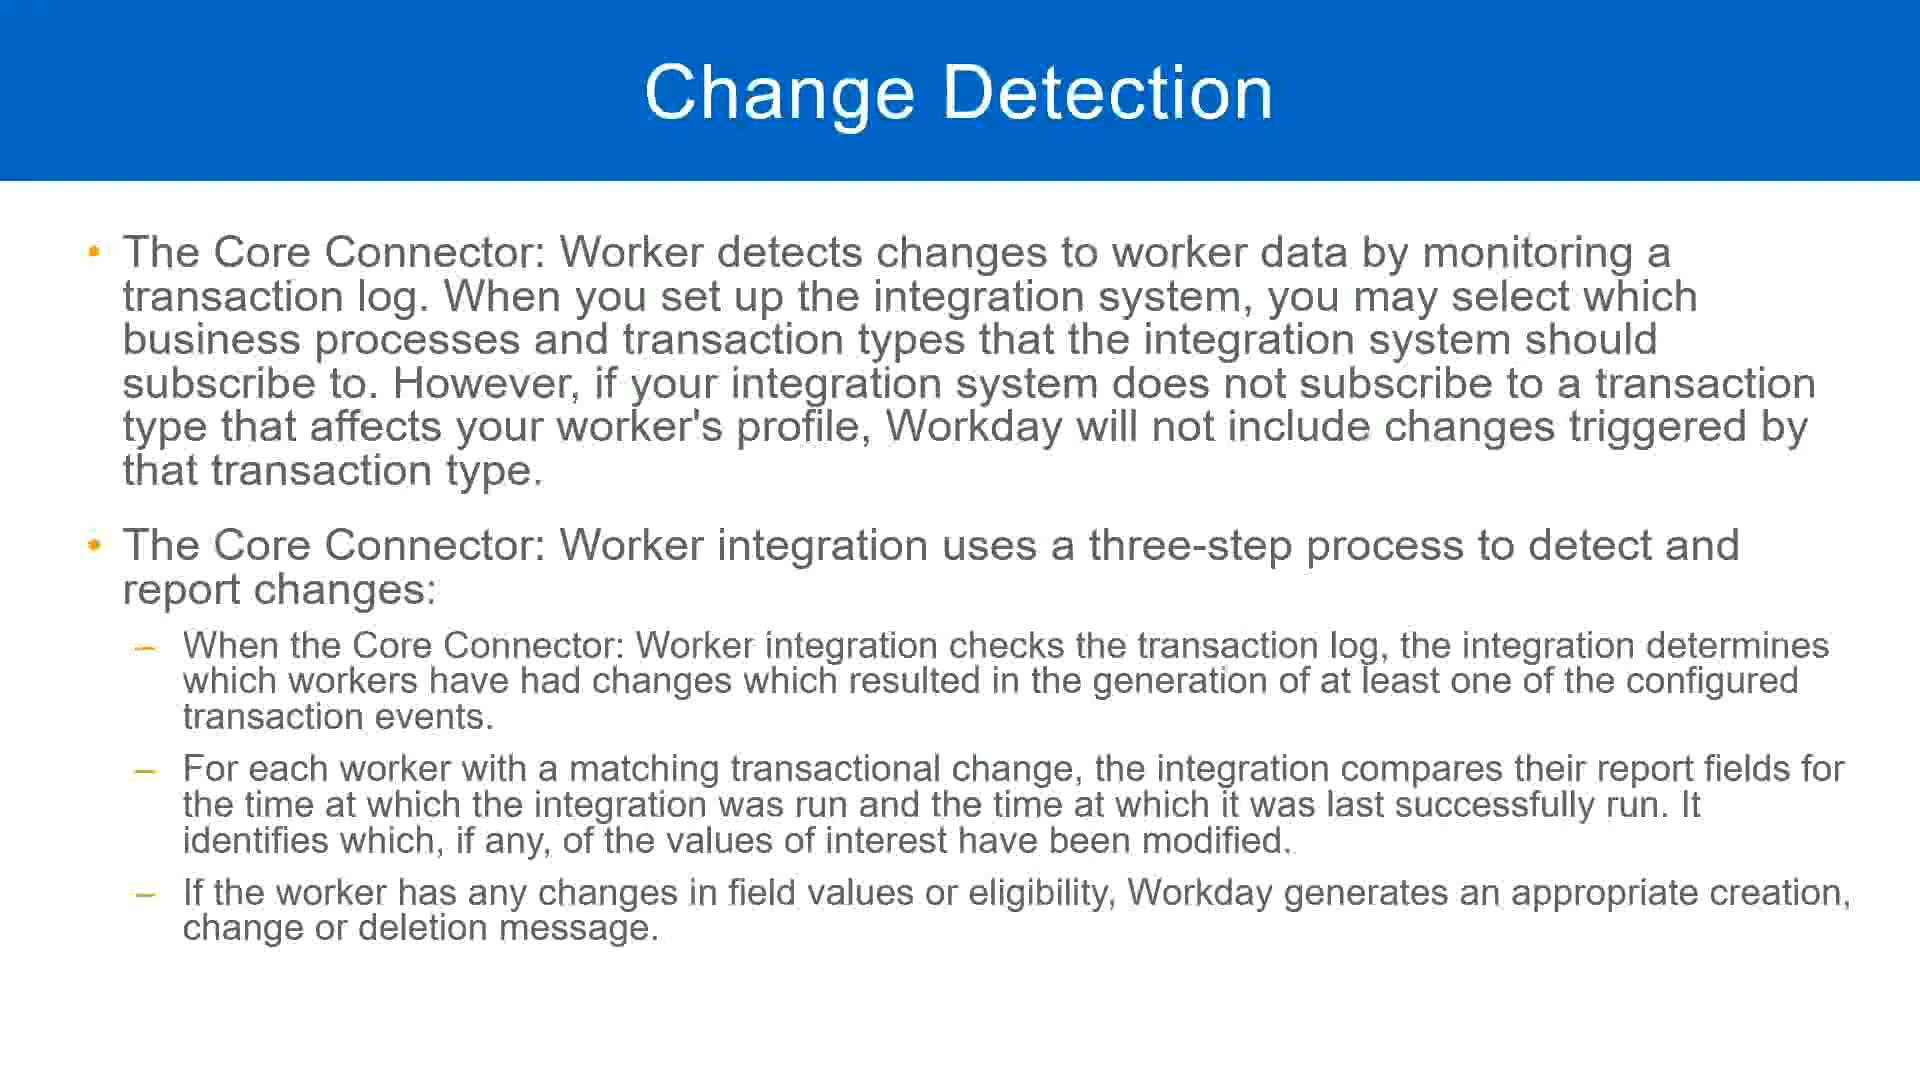 Change Detection
• The Core Connector: Worker detects changes to worker data by monitoring a
transaction log. When you set up the integration system, you may select which
business processes and transaction types that the integration system should
subscribe to. However, if your integration system does not subscribe to a transaction
type that affects your worker's profile, Workday will not include changes triggered by
that transaction type.
• The Core Connector: Worker integration uses a three-step process to detect and
report changes:
– When the Core Connector: Worker integration checks the transaction log, the integration determines
which workers have had changes which resulted in the generation of at least one of the configured
transaction events.
– For each worker with a matching transactional change, the integration compares their report fields for
the time at which the integration was run and the time at which it was last successfully run. It
identifies which, if any, of the values of interest have been modified.
– If the worker has any changes in field values or eligibility, Workday generates an appropriate creation,
change or deletion message.